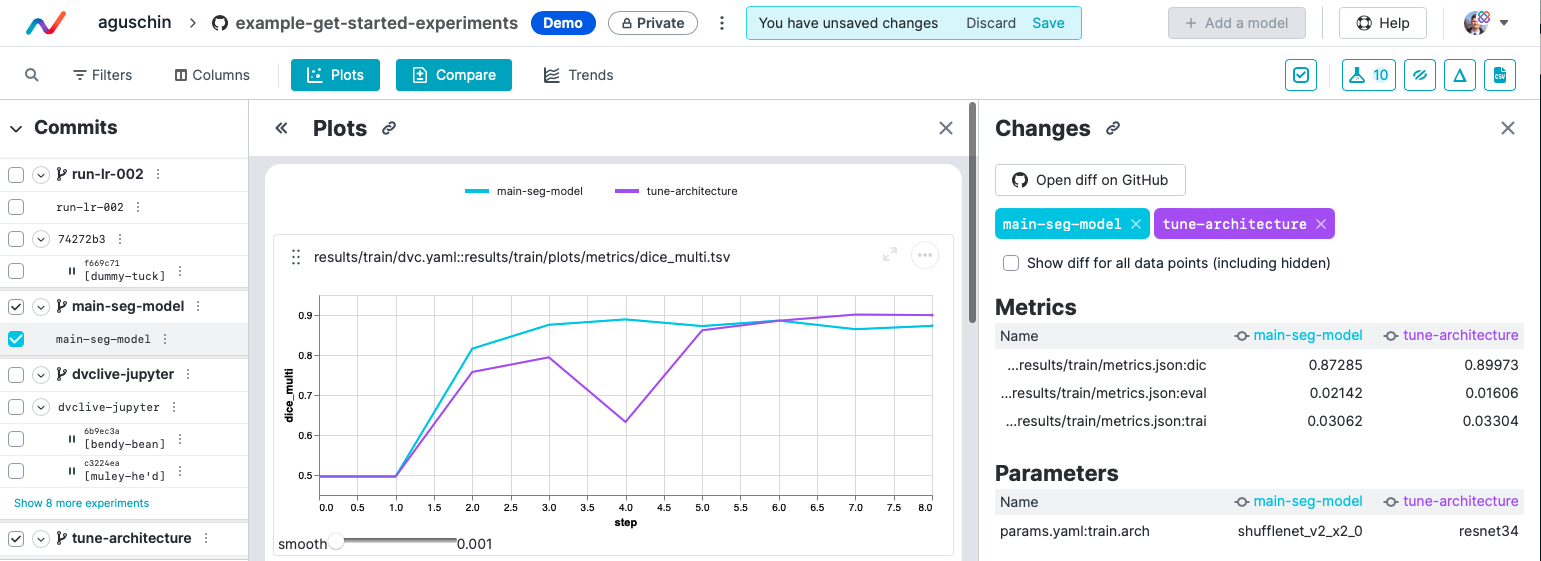 aguschin > example-get-started-experiments Demo Private You have unsaved changes Discard Save + Add a model Help
Filters Columns Plots Compare Trends 10 CSV
Commits
run-lr-002
run-lr-002
74272b3
f669c71
[dummy-tuck]
main-seg-model
main-seg-model
dvclive-jupyter
dvclive-jupyter
6b9ec3a
[bendy-bean]
c3224ea
[muley-he'd]
Show 8 more experiments
tune-architecture
Plots
main-seg-model tune-architecture
results/train/dvc.yaml::results/train/plots/metrics/dice_multi.tsv
dice_multi
0.9
0.8
0.7
0.6
0.5
0.0 0.5 1.0 1.5 2.0 2.5 3.0 3.5 4.0 4.5 5.0 5.5 6.0 6.5 7.0 7.5 8.0
step
smooth 0.001
Changes
Open diff on GitHub
main-seg-model × tune-architecture ×
Show diff for all data points (including hidden)
Metrics
Name main-seg-model tune-architecture
...results/train/metrics.json:dic 0.87285 0.89973
...results/train/metrics.json:eval 0.02142 0.01606
...results/train/metrics.json:trai 0.03062 0.03304
Parameters
Name main-seg-model tune-architecture
params.yaml:train.arch shufflenet_v2_x2_0 resnet34